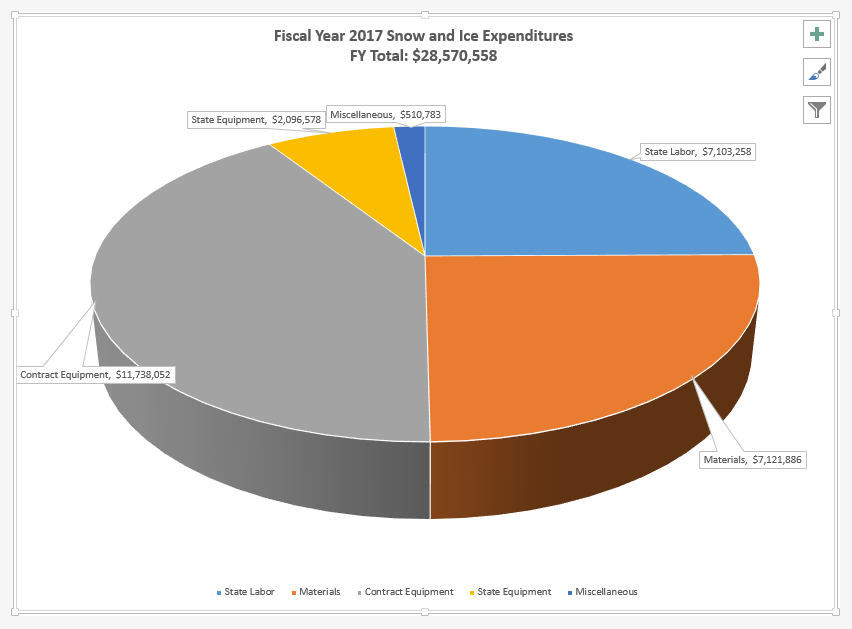 Fiscal Year 2017 Snow and Ice Expenditures
FY Total: $28,570,558
State Equipment, $2,096,578
Miscellaneous, $510,783
State Labor, $7,103,258
Contract Equipment, $11,738,052
Materials, $7,121,886
State Labor
Materials
Contract Equipment
State Equipment
Miscellaneous